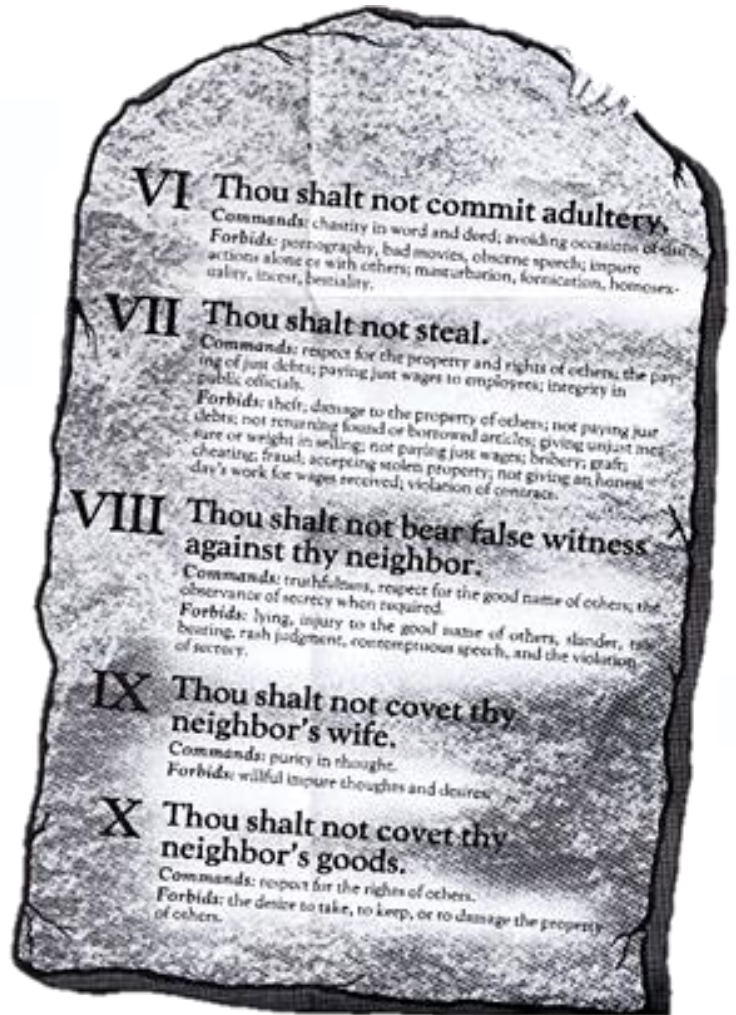 VI Thou shalt not commit adultery.
Commands: chastity in word and deed; avoiding occasions of sin.
Forbids: pornography, bad movies, obscene speech; impure
actions alone or with others; masturbation, fornication, homosex-
uality, incest, bestiality.
VII Thou shalt not steal.
Commands: respect for the property and rights of others; the pay-
ing of just debts; paying just wages to employees; integrity in
public officials.
Forbids: theft; damage to the property of others; not paying just
debts; not returning found or borrowed articles; giving unjust mea-
sure or weight in selling; not paying just wages; bribery; graft;
cheating; fraud; accepting stolen property; not giving an honest
day's work for wages received; violation of contract.
VIII Thou shalt not bear false witness
against thy neighbor.
Commands: truthfulness, respect for the good name of others; the
observance of secrecy when required.
Forbids: lying, injury to the good name of others, slander, tale
bearing, rash judgment, contemptuous speech, and the violation
of secrecy.
IX Thou shalt not covet thy
neighbor's wife.
Commands: purity in thought.
Forbids: willful impure thoughts and desires.
X Thou shalt not covet thy
neighbor's goods.
Commands: respect for the rights of others.
Forbids: the desire to take, to keep, or to damage the property
of others.